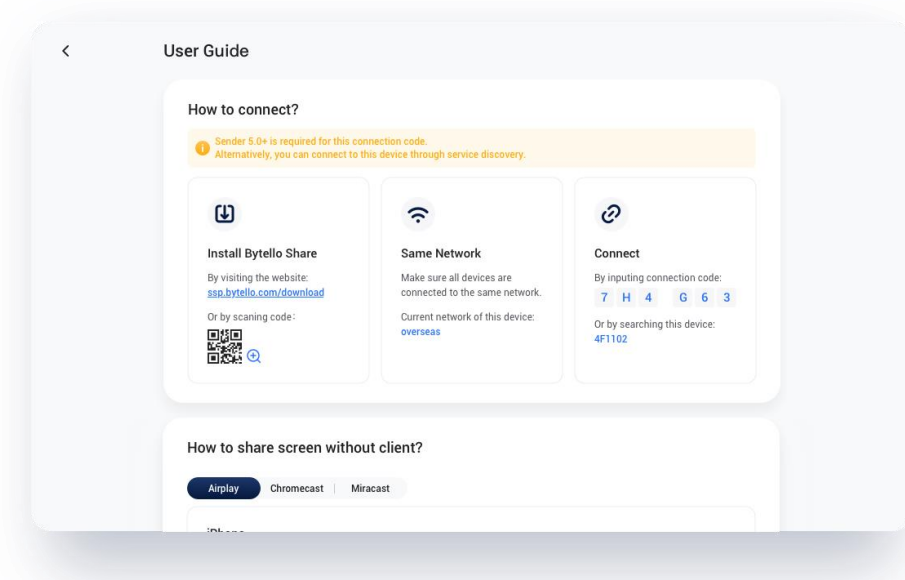 User Guide
How to connect?
Sender 5.0+ is required for this connection code.
Alternatively, you can connect to this device through service discovery.
Install Bytello Share
By visiting the website:
ssp.bytello.com/download
Or by scaning code:
Same Network
Make sure all devices are
connected to the same network.
Current network of this device:
overseas
Connect
By inputing connection code:
7 H 4 G 6 3
Or by searching this device:
4F1102
How to share screen without client?
Airplay Chromecast Miracast
iPhone